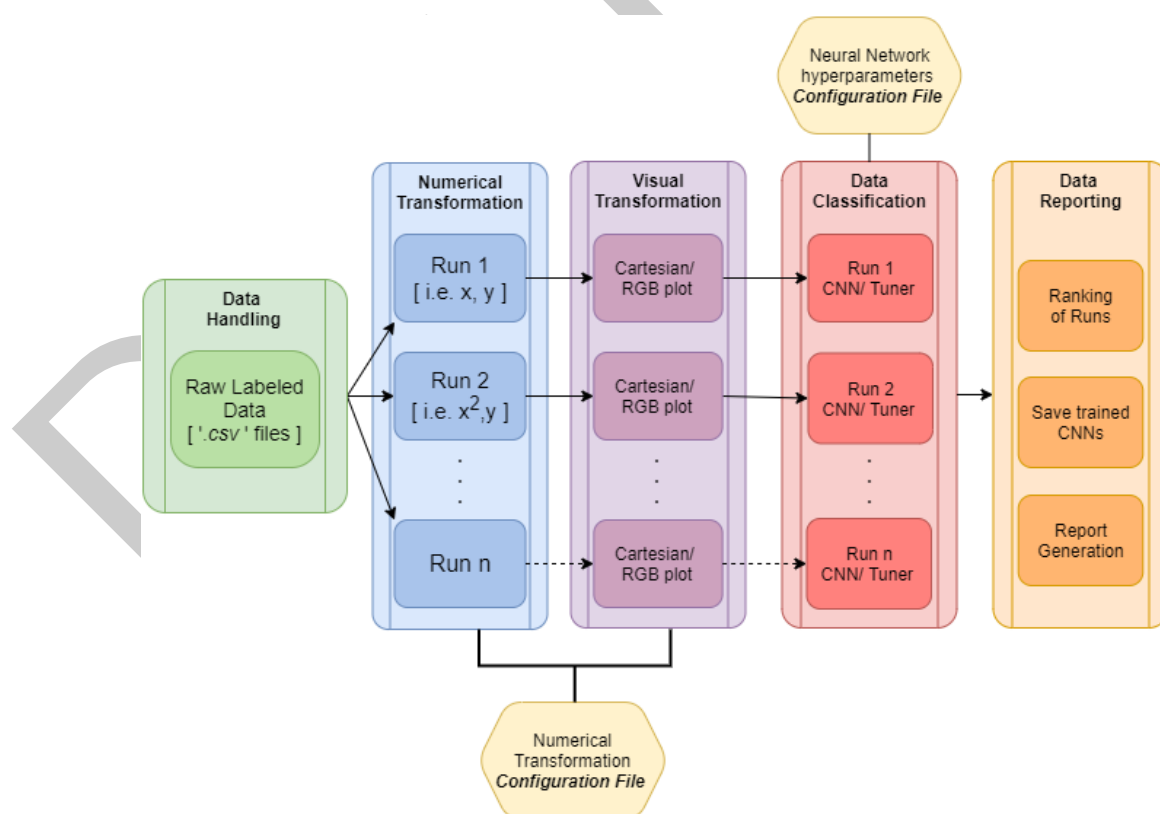 Neural Network
hyperparameters
Configuration File
Data
Handling
Raw Labeled
Data
[ '.csv' files ]
Numerical
Transformation
Run 1
[ i.e. x, y ]
Run 2
[ i.e. x²,y ]
.
.
.
Run n
Visual
Transformation
Cartesian/
RGB plot
Cartesian/
RGB plot
.
.
.
Cartesian/
RGB plot
Data
Classification
Run 1
CNN/ Tuner
Run 2
CNN/ Tuner
.
.
.
Run n
CNN/ Tuner
Data
Reporting
Ranking
of Runs
Save trained
CNNs
Report
Generation
Numerical
Transformation
Configuration File